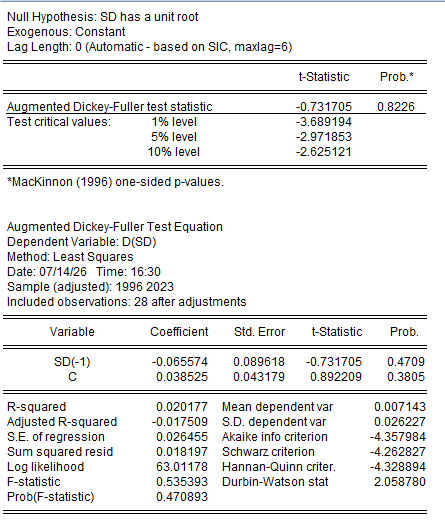 Null Hypothesis: SD has a unit root
Exogenous: Constant
Lag Length: 0 (Automatic - based on SIC, maxlag=6)
t-Statistic Prob.*
Augmented Dickey-Fuller test statistic -0.731705 0.8226
Test critical values: 1% level -3.689194
5% level -2.971853
10% level -2.625121
*MacKinnon (1996) one-sided p-values.
Augmented Dickey-Fuller Test Equation
Dependent Variable: D(SD)
Method: Least Squares
Date: 07/14/26 Time: 16:30
Sample (adjusted): 1996 2023
Included observations: 28 after adjustments
Variable Coefficient Std. Error t-Statistic Prob.
SD(-1) -0.065574 0.089618 -0.731705 0.4709
C 0.038525 0.043179 0.892209 0.3805
R-squared 0.020177 Mean dependent var 0.007143
Adjusted R-squared -0.017509 S.D. dependent var 0.026227
S.E. of regression 0.026455 Akaike info criterion -4.357984
Sum squared resid 0.018197 Schwarz criterion -4.262827
Log likelihood 63.01178 Hannan-Quinn criter. -4.328894
F-statistic 0.535393 Durbin-Watson stat 2.058780
Prob(F-statistic) 0.470893